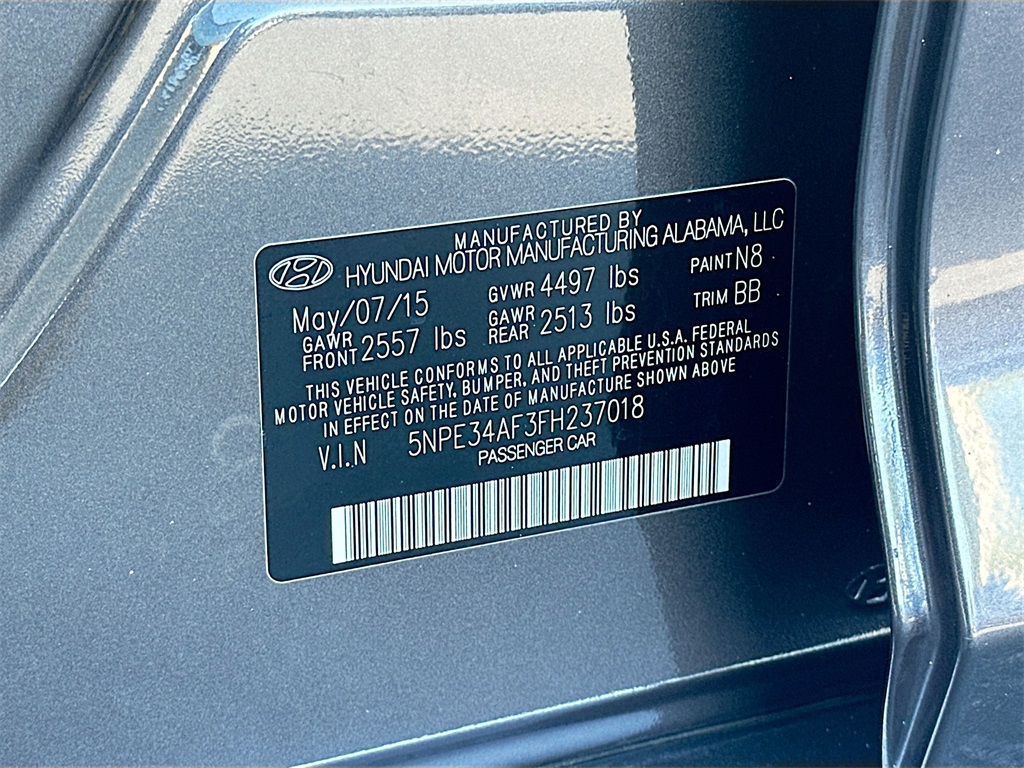 MANUFACTURED BY
HYUNDAI MOTOR MANUFACTURING ALABAMA, LLC
May/07/15 GVWR 4497 lbs PAINT N8
GAWR FRONT 2557 lbs GAWR REAR 2513 lbs TRIM BB
THIS VEHICLE CONFORMS TO ALL APPLICABLE U.S.A. FEDERAL
MOTOR VEHICLE SAFETY, BUMPER, AND THEFT PREVENTION STANDARDS
IN EFFECT ON THE DATE OF MANUFACTURE SHOWN ABOVE
V.I.N 5NPE34AF3FH237018
PASSENGER CAR